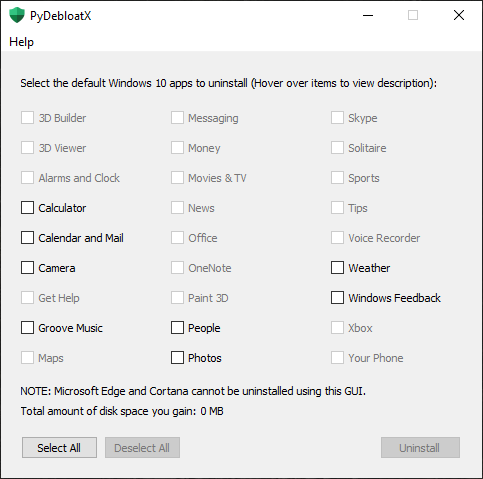 PyDebloatX
Help
Select the default Windows 10 apps to uninstall (Hover over items to view description):
3D Builder Messaging Skype
3D Viewer Money Solitaire
Alarms and Clock Movies & TV Sports
Calculator News Tips
Calendar and Mail Office Voice Recorder
Camera OneNote Weather
Get Help Paint 3D Windows Feedback
Groove Music People Xbox
Maps Photos Your Phone
NOTE: Microsoft Edge and Cortana cannot be uninstalled using this GUI.
Total amount of disk space you gain: 0 MB
Select All Deselect All Uninstall